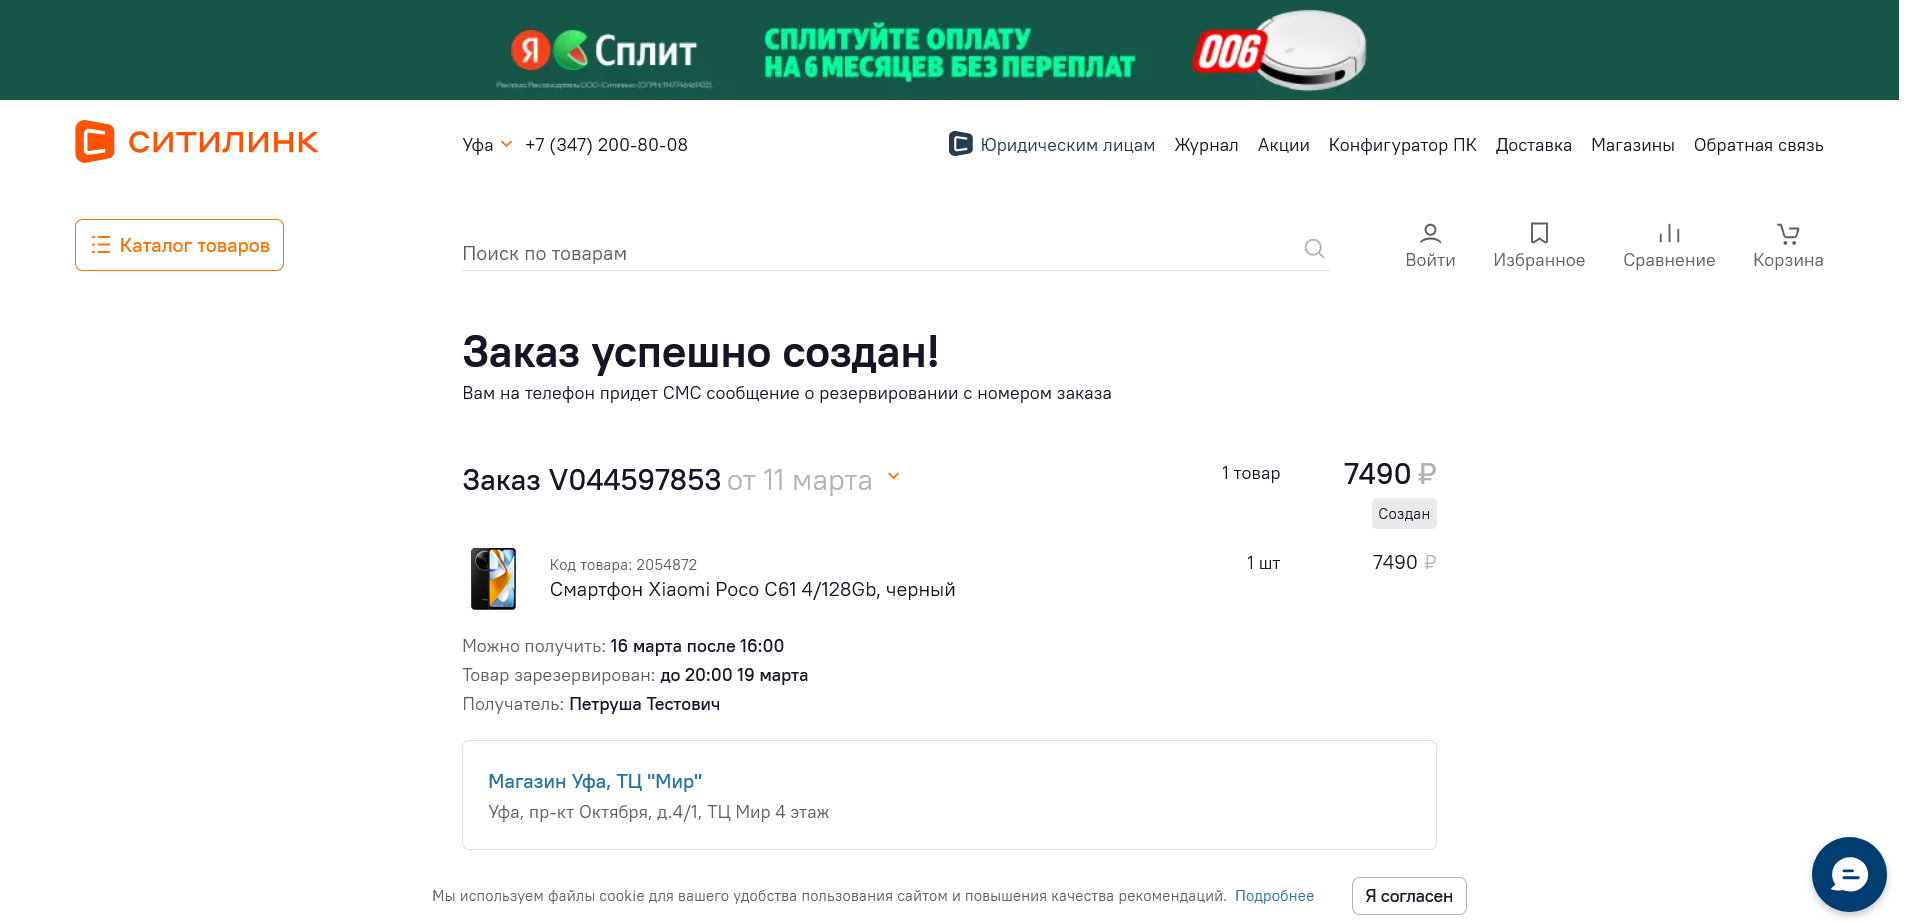 Я Сплит
СПЛИТУЙТЕ ОПЛАТУ
НА 6 МЕСЯЦЕВ БЕЗ ПЕРЕПЛАТ
006
СИТИЛИНК
Уфа +7 (347) 200-80-08
Юридическим лицам Журнал Акции Конфигуратор ПК Доставка Магазины Обратная связь
Каталог товаров
Поиск по товарам
Войти Избранное Сравнение Корзина
Заказ успешно создан!
Вам на телефон придет СМС сообщение о резервировании с номером заказа
Заказ V044597853 от 11 марта 1 товар 7490 ₽
Создан
Код товара: 2054872
Смартфон Xiaomi Poco C61 4/128Gb, черный
1 шт 7490 ₽
Можно получить: 16 марта после 16:00
Товар зарезервирован: до 20:00 19 марта
Получатель: Петруша Тестович
Магазин Уфа, ТЦ "Мир"
Уфа, пр-кт Октября, д.4/1, ТЦ Мир 4 этаж
Мы используем файлы cookie для вашего удобства пользования сайтом и повышения качества рекомендаций. Подробнее
Я согласен